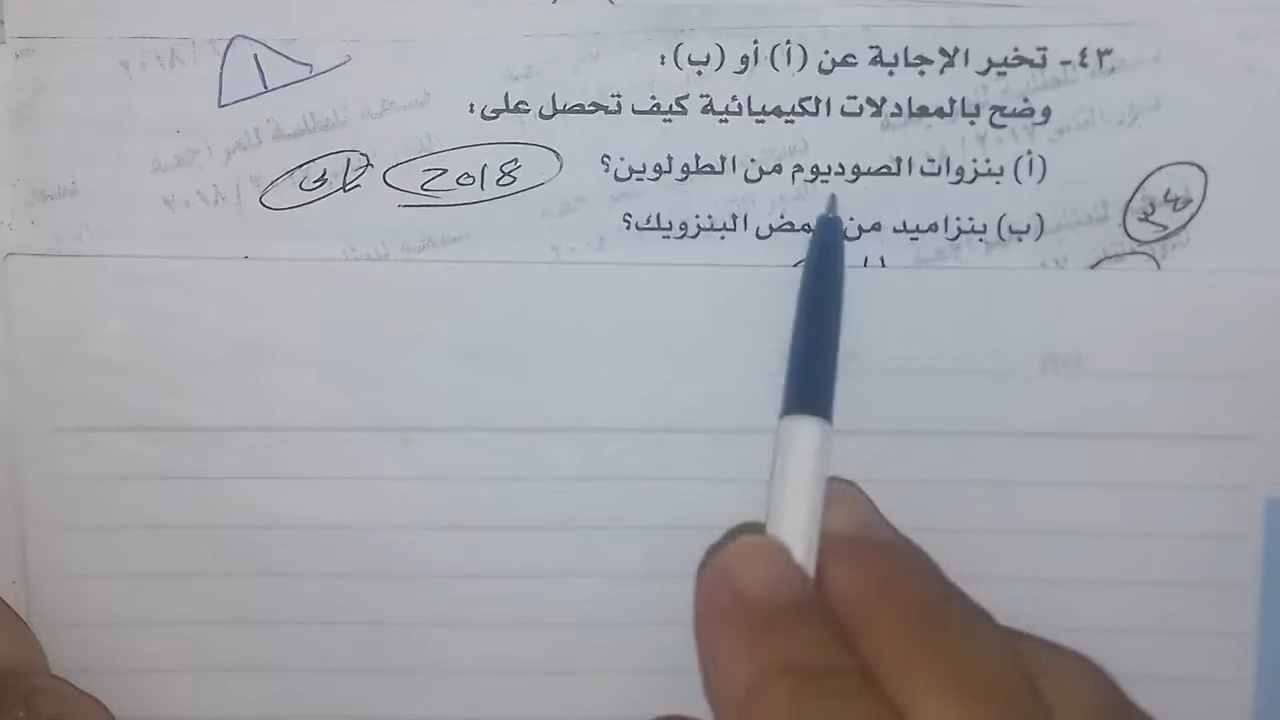 ٤٣- تخير الإجابة عن (أ) أو (ب):
وضح بالمعادلات الكيميائية كيف تحصل على:
(أ) بنزوات الصوديوم من الطولوين؟ 2018
(ب) بنزاميد من حمض البنزويك؟